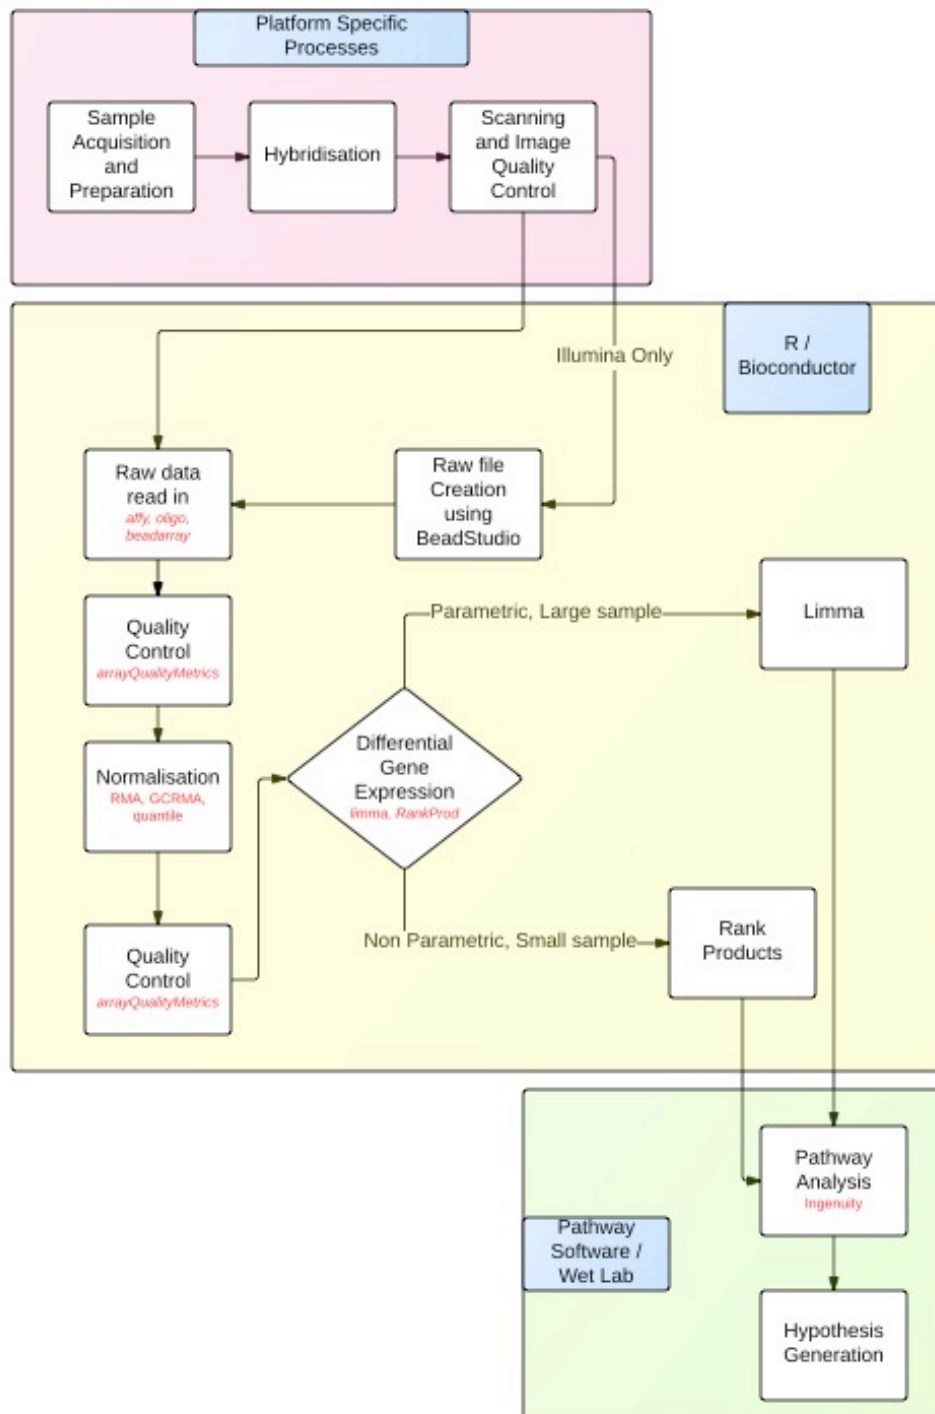 Platform Specific
Processes
Sample
Acquisition
and
Preparation
Hybridisation
Scanning
and Image
Quality
Control
R /
Bioconductor
Illumina Only
Raw data
read in
affy, oligo,
beadarray
Raw file
Creation
using
BeadStudio
Quality
Control
arrayQualityMetrics
Parametric, Large sample
Limma
Normalisation
RMA, GCRMA,
quantile
Differential
Gene
Expression
limma, RankProd
Quality
Control
arrayQualityMetrics
Non Parametric, Small sample
Rank
Products
Pathway
Analysis
Ingenuity
Pathway
Software /
Wet Lab
Hypothesis
Generation